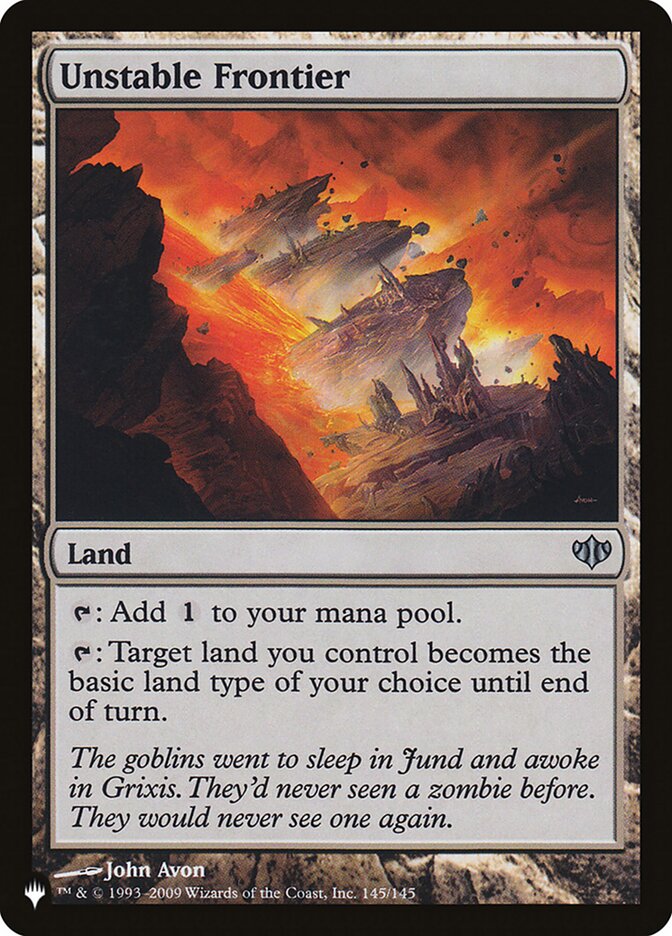 Unstable Frontier
Land
: Add 1 to your mana pool.
: Target land you control becomes the
basic land type of your choice until end
of turn.
The goblins went to sleep in Jund and awoke
in Grixis. They'd never seen a zombie before.
They would never see one again.
John Avon
™ & © 1993–2009 Wizards of the Coast, Inc. 145/145